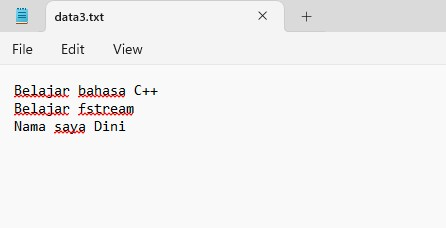 data3.txt
File Edit View
Belajar bahasa C++
Belajar fstream
Nama saya Dini